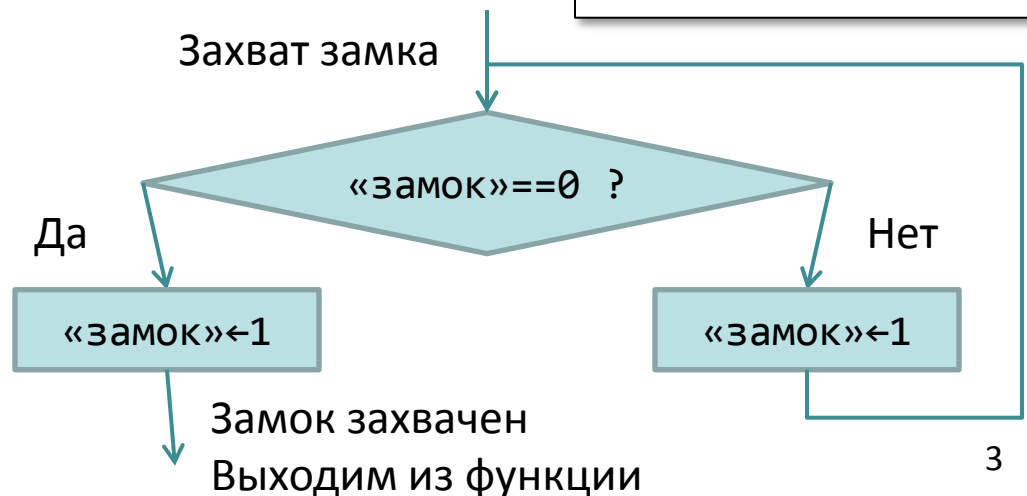 Захват замка
«замок»==0 ?
Да
Нет
«замок»←1
«замок»←1
Замок захвачен
Выходим из функции
3